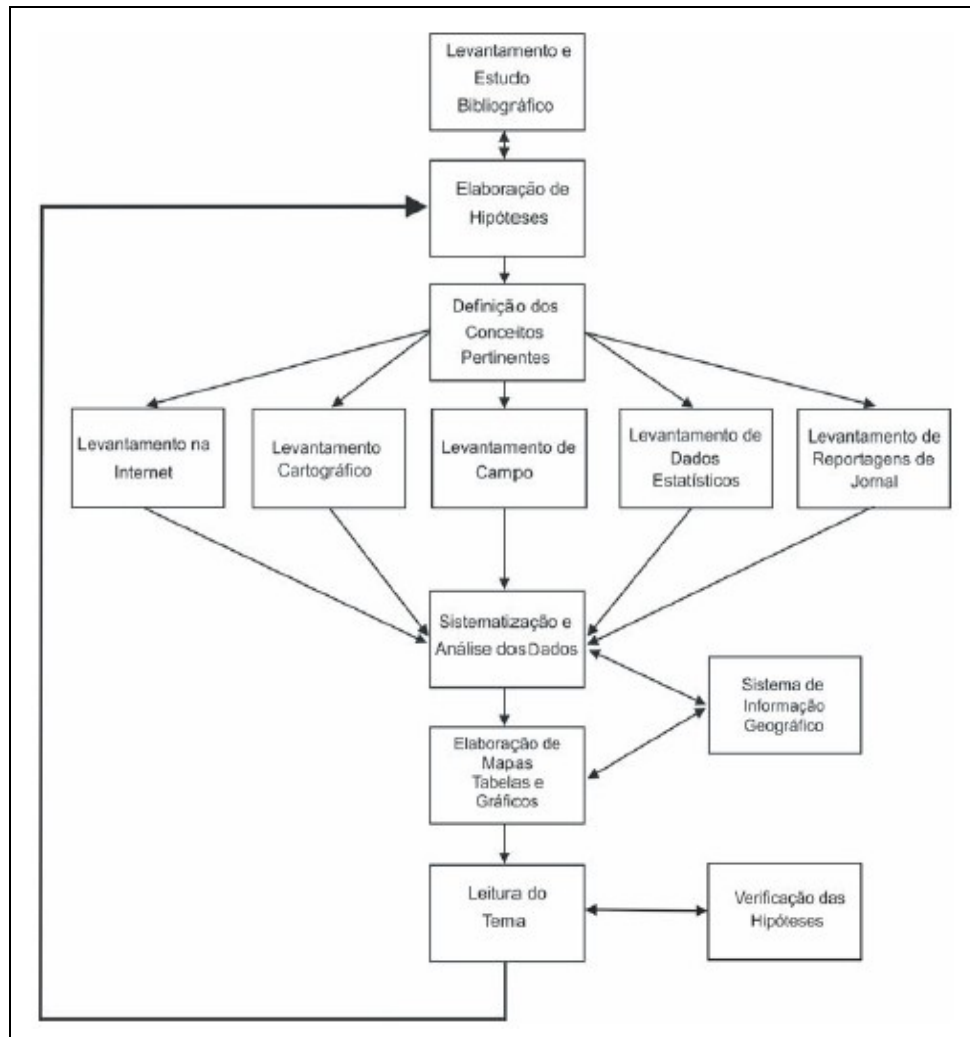 Levantamento e
Estudo
Bibliográfico
Elaboração de
Hipóteses
Definição dos
Conceitos
Pertinentes
Levantamento na
Internet
Levantamento
Cartográfico
Levantamento de
Campo
Levantamento de
Dados
Estatísticos
Levantamento de
Reportagens de
Jornal
Sistematização e
Análise dos Dados
Sistema de
Informação
Geográfico
Elaboração de
Mapas
Tabelas e
Gráficos
Leitura do
Tema
Verificação das
Hipóteses